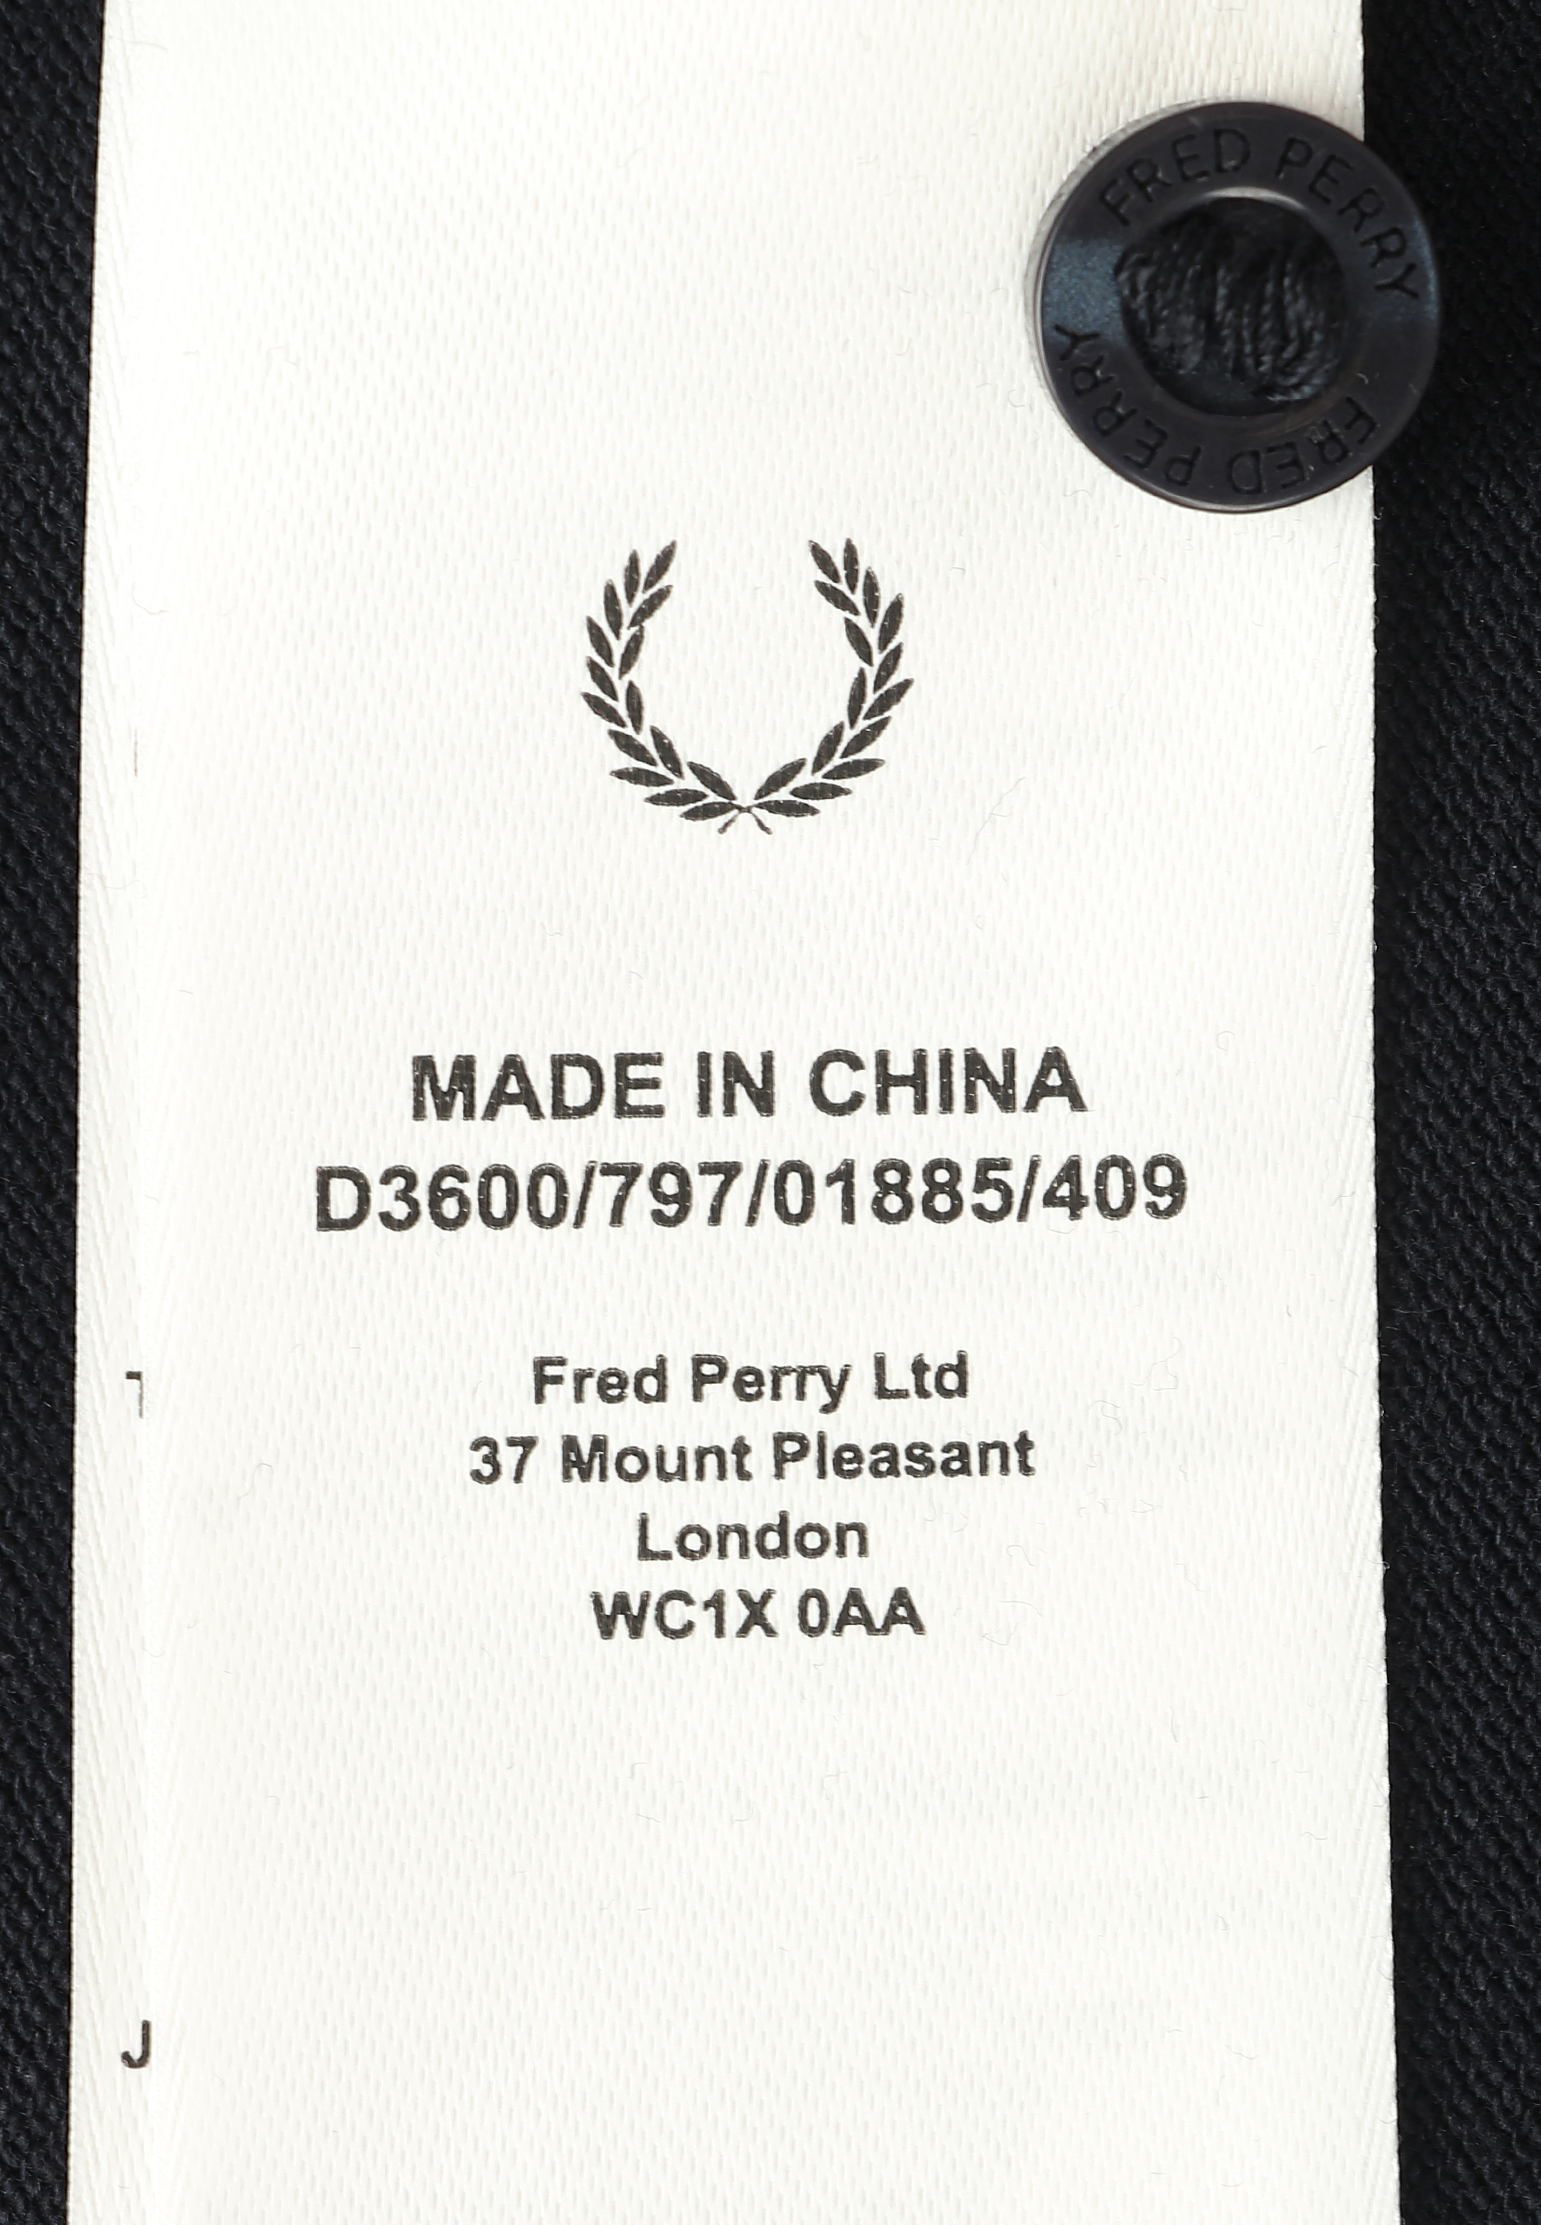 FRED PERRY
FRED PERRY
MADE IN CHINA
D3600/797/01885/409
Fred Perry Ltd
37 Mount Pleasant
London
WC1X 0AA
J